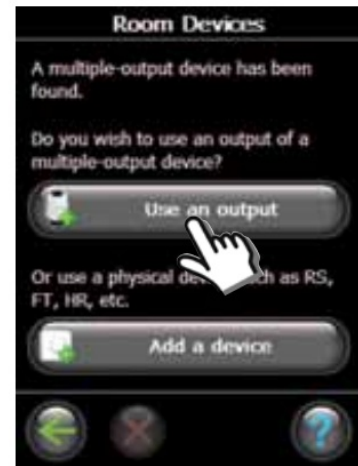 Room Devices
A multiple-output device has been
found.
Do you wish to use an output of a
multiple-output device?
Use an output
Or use a physical such as RS,
FT, HR, etc.
Add a device
?